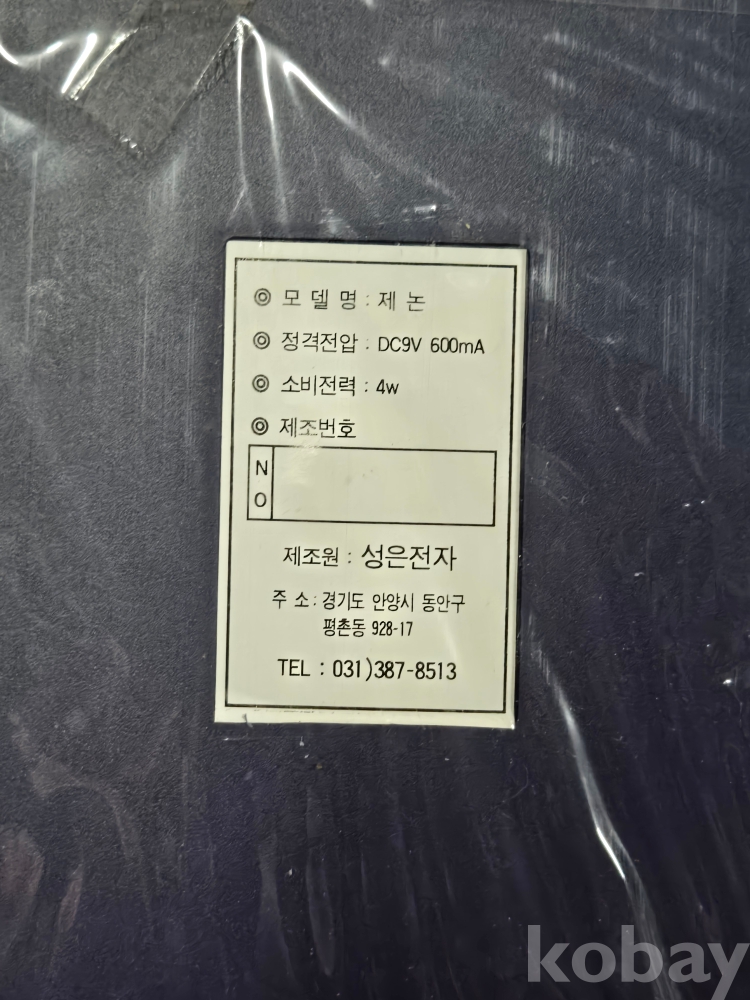 ◎ 모 델 명 : 제 논
◎ 정격전압 : DC9V 600mA
◎ 소비전력 : 4w
◎ 제조번호
N
O
제조원 : 성은전자
주 소 : 경기도 안양시 동안구
평촌동 928-17
TEL : 031)387-8513
kobay